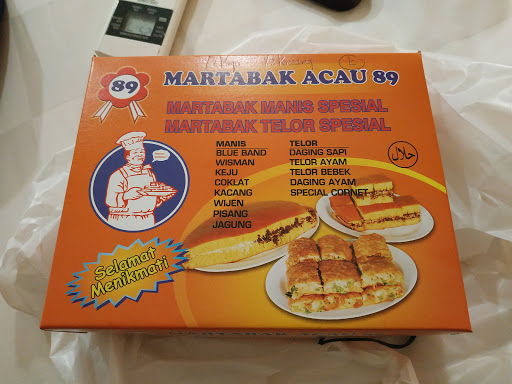 89
MARTABAK ACAU 89
MARTABAK MANIS SPESIAL
MARTABAK TELOR SPESIAL
MANIS
BLUE BAND
WISMAN
KEJU
COKLAT
KACANG
WIJEN
PISANG
JAGUNG
TELOR
DAGING SAPI
TELOR AYAM
TELOR BEBEK
DAGING AYAM
SPECIAL CORNET
حلال
Selamat
Menikmati